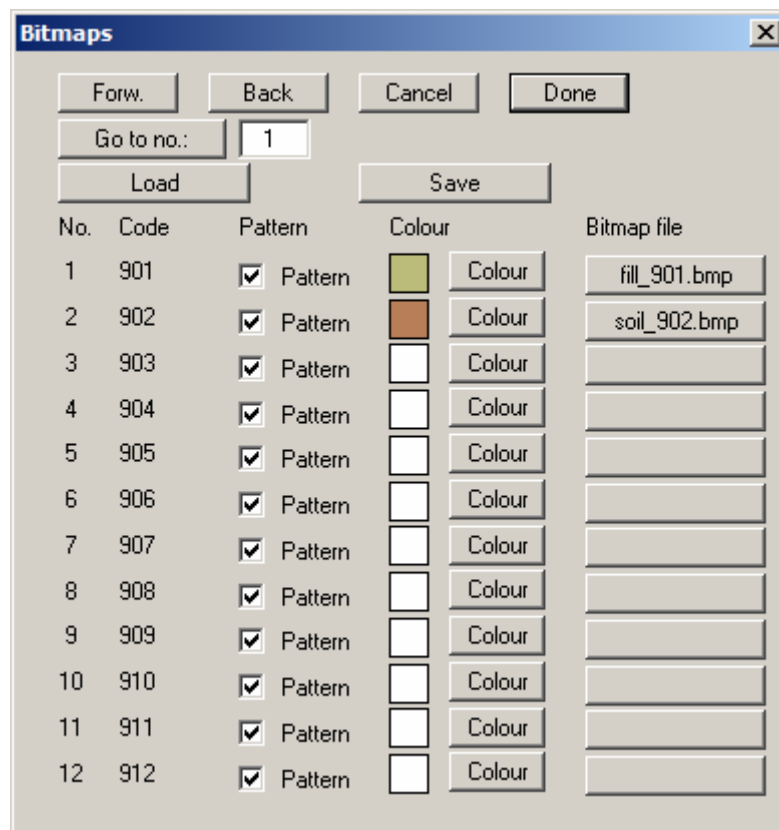 Bitmaps
Forw. Back Cancel Done
Go to no.: 1
Load Save
No. Code Pattern Colour Bitmap file
1 901 Pattern Colour fill_901.bmp
2 902 Pattern Colour soil_902.bmp
3 903 Pattern Colour
4 904 Pattern Colour
5 905 Pattern Colour
6 906 Pattern Colour
7 907 Pattern Colour
8 908 Pattern Colour
9 909 Pattern Colour
10 910 Pattern Colour
11 911 Pattern Colour
12 912 Pattern Colour